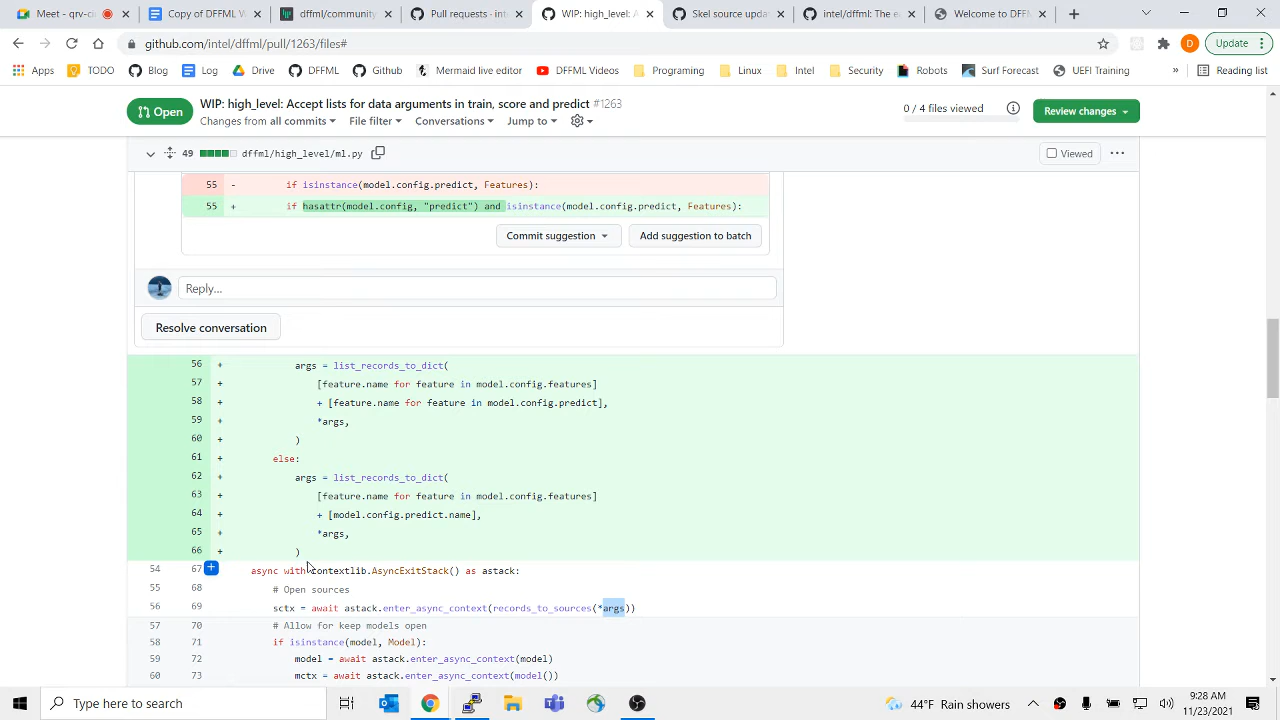 Meet - qrv-ci
Copy of DFFML W
dffml/community
Pull requests · int
WIP: high_level: A
Skel source updat
intel/dffml: The ea
Welcome to DFFM
github.com/intel/dffml/pull/1263/files#
D
Update
Apps
TODO
Blog
Log
Drive
DFFML
Github
Mermaid live editor
DFFML Videos
Programing
Linux
Intel
Security
Robots
Surf Forecast
UEFI Training
»
Reading list
Open
WIP: high_level: Accept lists for data arguments in train, score and predict #1263
Changes from all commits
File filter
Conversations
Jump to
0 / 4 files viewed
Review changes
49
dffml/high_level/ml.py
Viewed
55 - if isinstance(model.config.predict, Features):
55 + if hasattr(model.config, "predict") and isinstance(model.config.predict, Features):
Commit suggestion
Add suggestion to batch
Reply...
Resolve conversation
56 + args = list_records_to_dict(
57 + [feature.name for feature in model.config.features]
58 + + [feature.name for feature in model.config.predict],
59 + *args,
60 + )
61 + else:
62 + args = list_records_to_dict(
63 + [feature.name for feature in model.config.features]
64 + + [model.config.predict.name],
65 + *args,
66 + )
54 67 + async with contextlib.AsyncExitStack() as astack:
55 68 # Open sources
56 69 sctx = await astack.enter_async_context(records_to_sources(*args))
57 70 # Allow for keep models open
58 71 if isinstance(model, Model):
59 72 model = await astack.enter_async_context(model)
60 73 mctx = await astack.enter_async_context(model())
Type here to search
44°F Rain showers
9:28 AM
11/23/2021